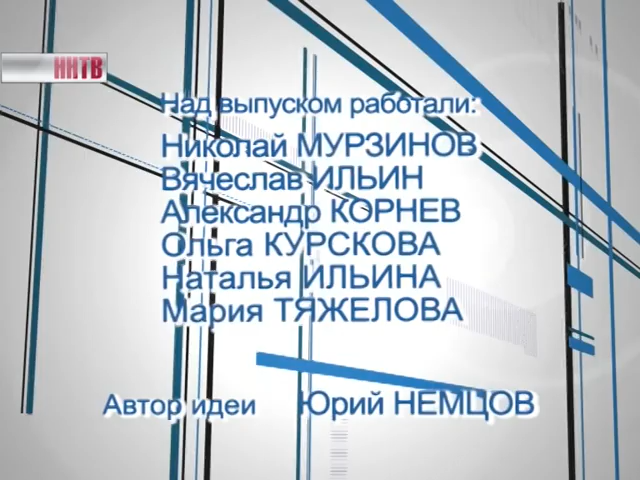 ННТВ
Над выпуском работали:
Николай МУРЗИНОВ
Вячеслав ИЛЬИН
Александр КОРНЕВ
Ольга КУРСКОВА
Наталья ИЛЬИНА
Мария ТЯЖЕЛОВА
Автор идеи Юрий НЕМЦОВ